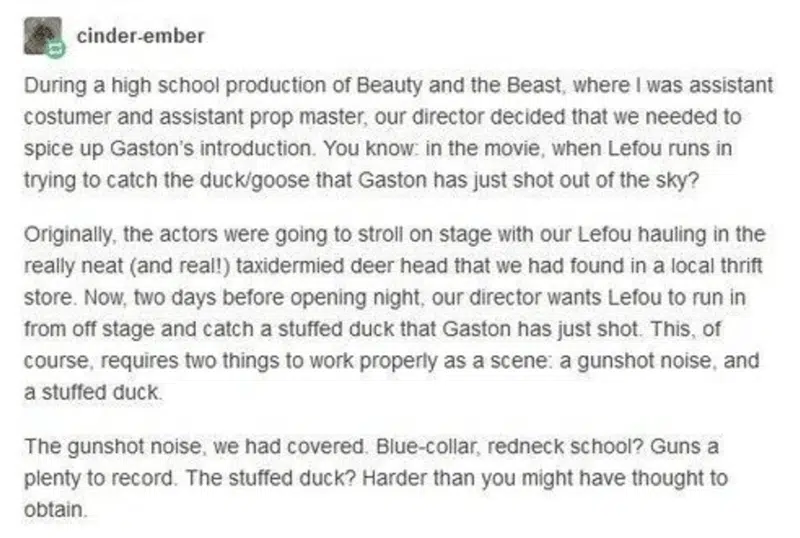 cinder-ember
During a high school production of Beauty and the Beast, where I was assistant
costumer and assistant prop master, our director decided that we needed to
spice up Gaston's introduction. You know: in the movie, when Lefou runs in
trying to catch the duck/goose that Gaston has just shot out of the sky?
Originally, the actors were going to stroll on stage with our Lefou hauling in the
really neat (and real!) taxidermied deer head that we had found in a local thrift
store. Now, two days before opening night, our director wants Lefou to run in
from off stage and catch a stuffed duck that Gaston has just shot. This, of
course, requires two things to work properly as a scene: a gunshot noise, and
a stuffed duck.
The gunshot noise, we had covered. Blue-collar, redneck school? Guns a
plenty to record. The stuffed duck? Harder than you might have thought to
obtain.